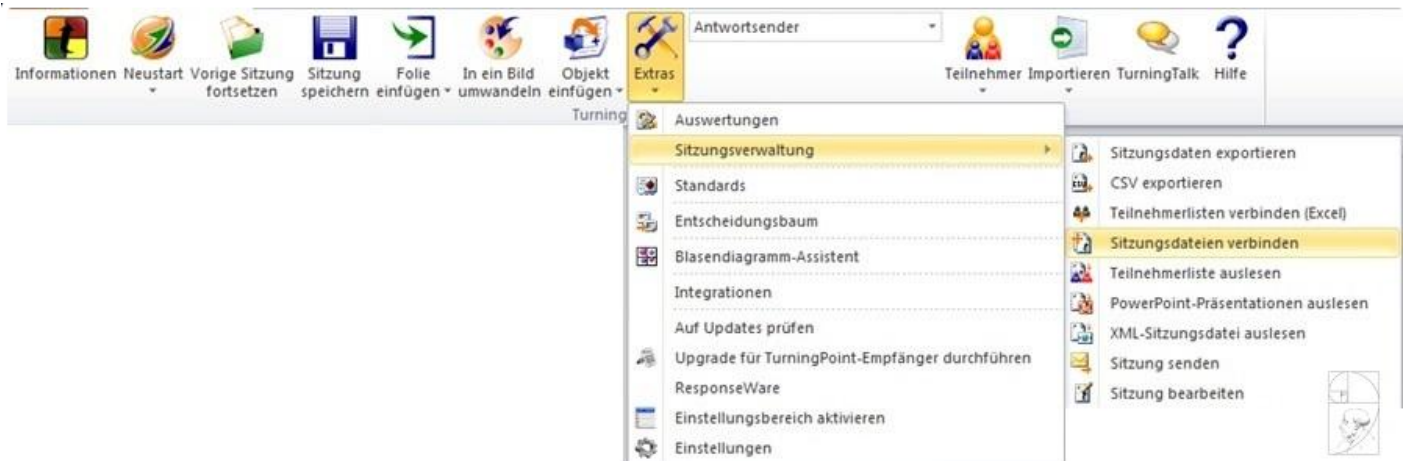 Antwortsender
Informationen Neustart Vorige Sitzung fortsetzen Sitzung speichern Folie einfügen In ein Bild umwandeln Objekt einfügen Extras Teilnehmer Importieren TurningTalk Hilfe
Turning
Auswertungen
Sitzungsverwaltung
Standards
Entscheidungsbaum
Blasendiagramm-Assistent
Integrationen
Auf Updates prüfen
Upgrade für TurningPoint-Empfänger durchführen
ResponseWare
Einstellungsbereich aktivieren
Einstellungen
Sitzungsdaten exportieren
CSV exportieren
Teilnehmerlisten verbinden (Excel)
Sitzungsdateien verbinden
Teilnehmerliste auslesen
PowerPoint-Präsentationen auslesen
XML-Sitzungsdatei auslesen
Sitzung senden
Sitzung bearbeiten